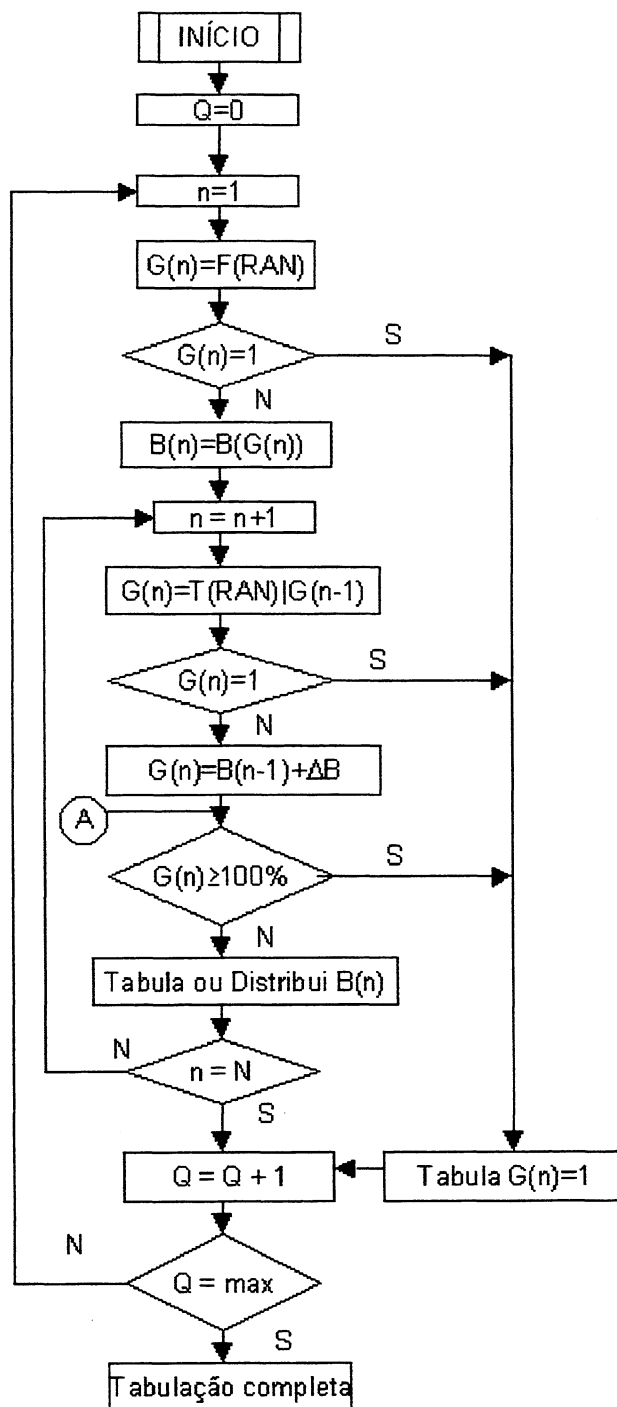 INÍCIO
Q=0
n=1
G(n)=F(RAN)
G(n)=1
S
N
B(n)=B(G(n))
n = n+1
G(n)=T(RAN)|G(n-1)
G(n)=1
S
N
G(n)=B(n-1)+ΔB
A
G(n)≥100%
S
N
Tabula ou Distribui B(n)
N
n = N
S
Q = Q + 1
Tabula G(n)=1
N
Q = max
S
Tabulação completa